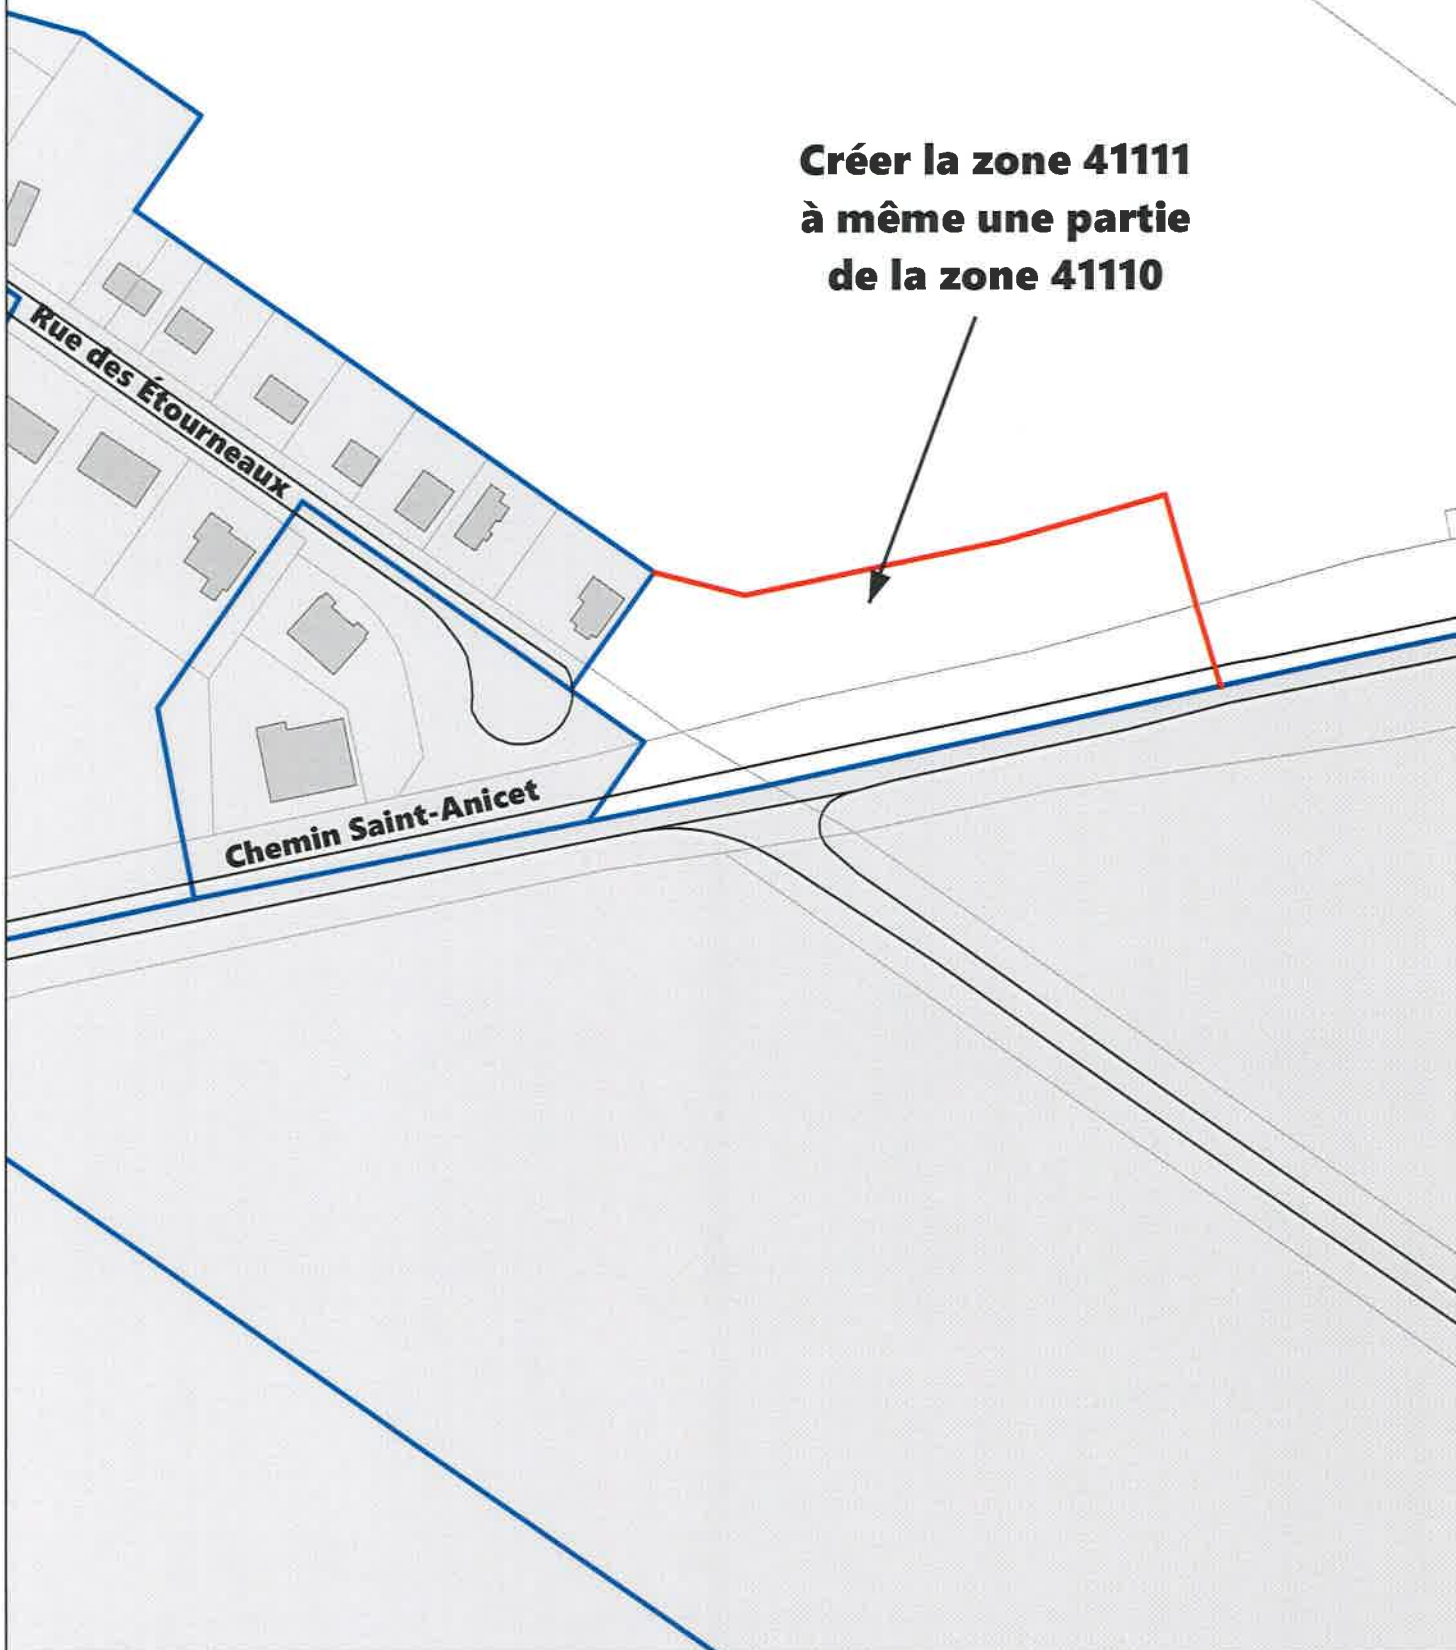 Créer la zone 41111
à même une partie
de la zone 41110
Rue des Étourneaux
Chemin Saint-Anicet